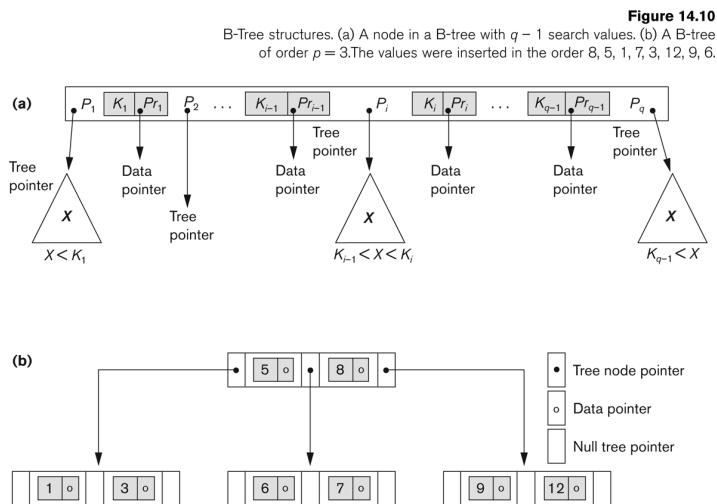 Figure 14.10
B-Tree structures. (a) A node in a B-tree with q − 1 search values. (b) A B-tree
of order p = 3.The values were inserted in the order 8, 5, 1, 7, 3, 12, 9, 6.
(a)
P1 K1 Pr1 P2 . . . Ki−1 Pri−1 Pi Ki Pri . . . Kq−1 Prq−1 Pq
Tree
pointer
Data
pointer
Tree
pointer
Data
pointer
Tree
pointer
Data
pointer
Data
pointer
Tree
pointer
X
X
X
X < K1
Ki−1 < X < Ki
Kq−1 < X
(b)
5 o 8 o
Tree node pointer
o Data pointer
Null tree pointer
1 o 3 o
6 o 7 o
9 o 12 o